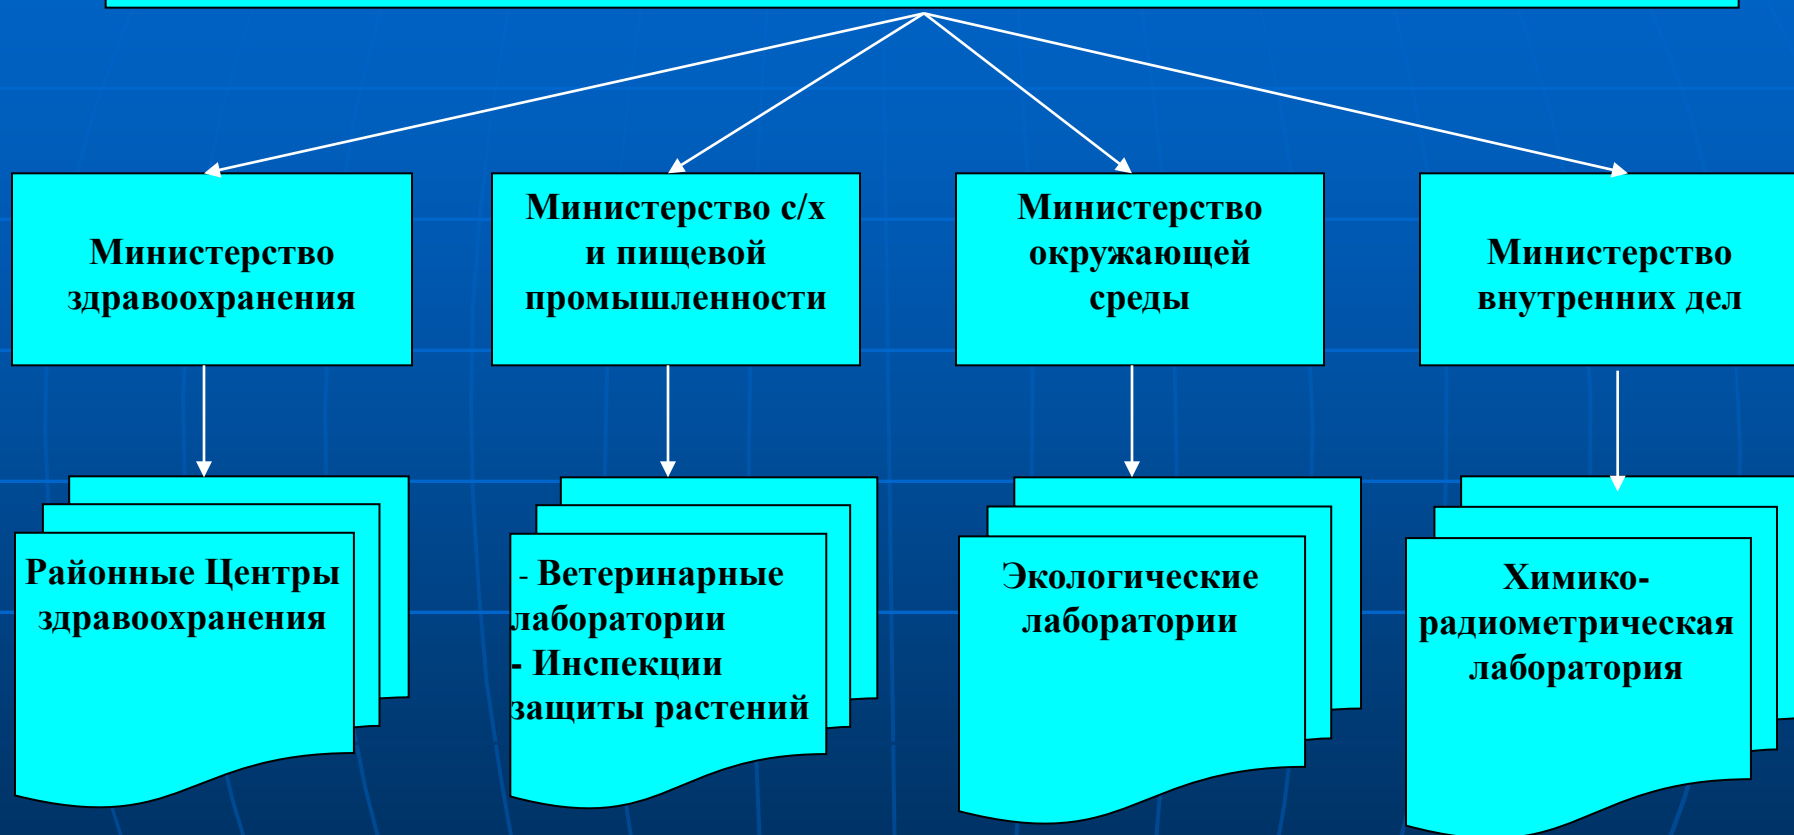 Министерство
здравоохранения
Министерство с/х
и пищевой
промышленности
Министерство
окружающей
среды
Министерство
внутренних дел
Районные Центры
здравоохранения
- Ветеринарные
лаборатории
- Инспекции
защиты растений
Экологические
лаборатории
Химико-
радиометрическая
лаборатория